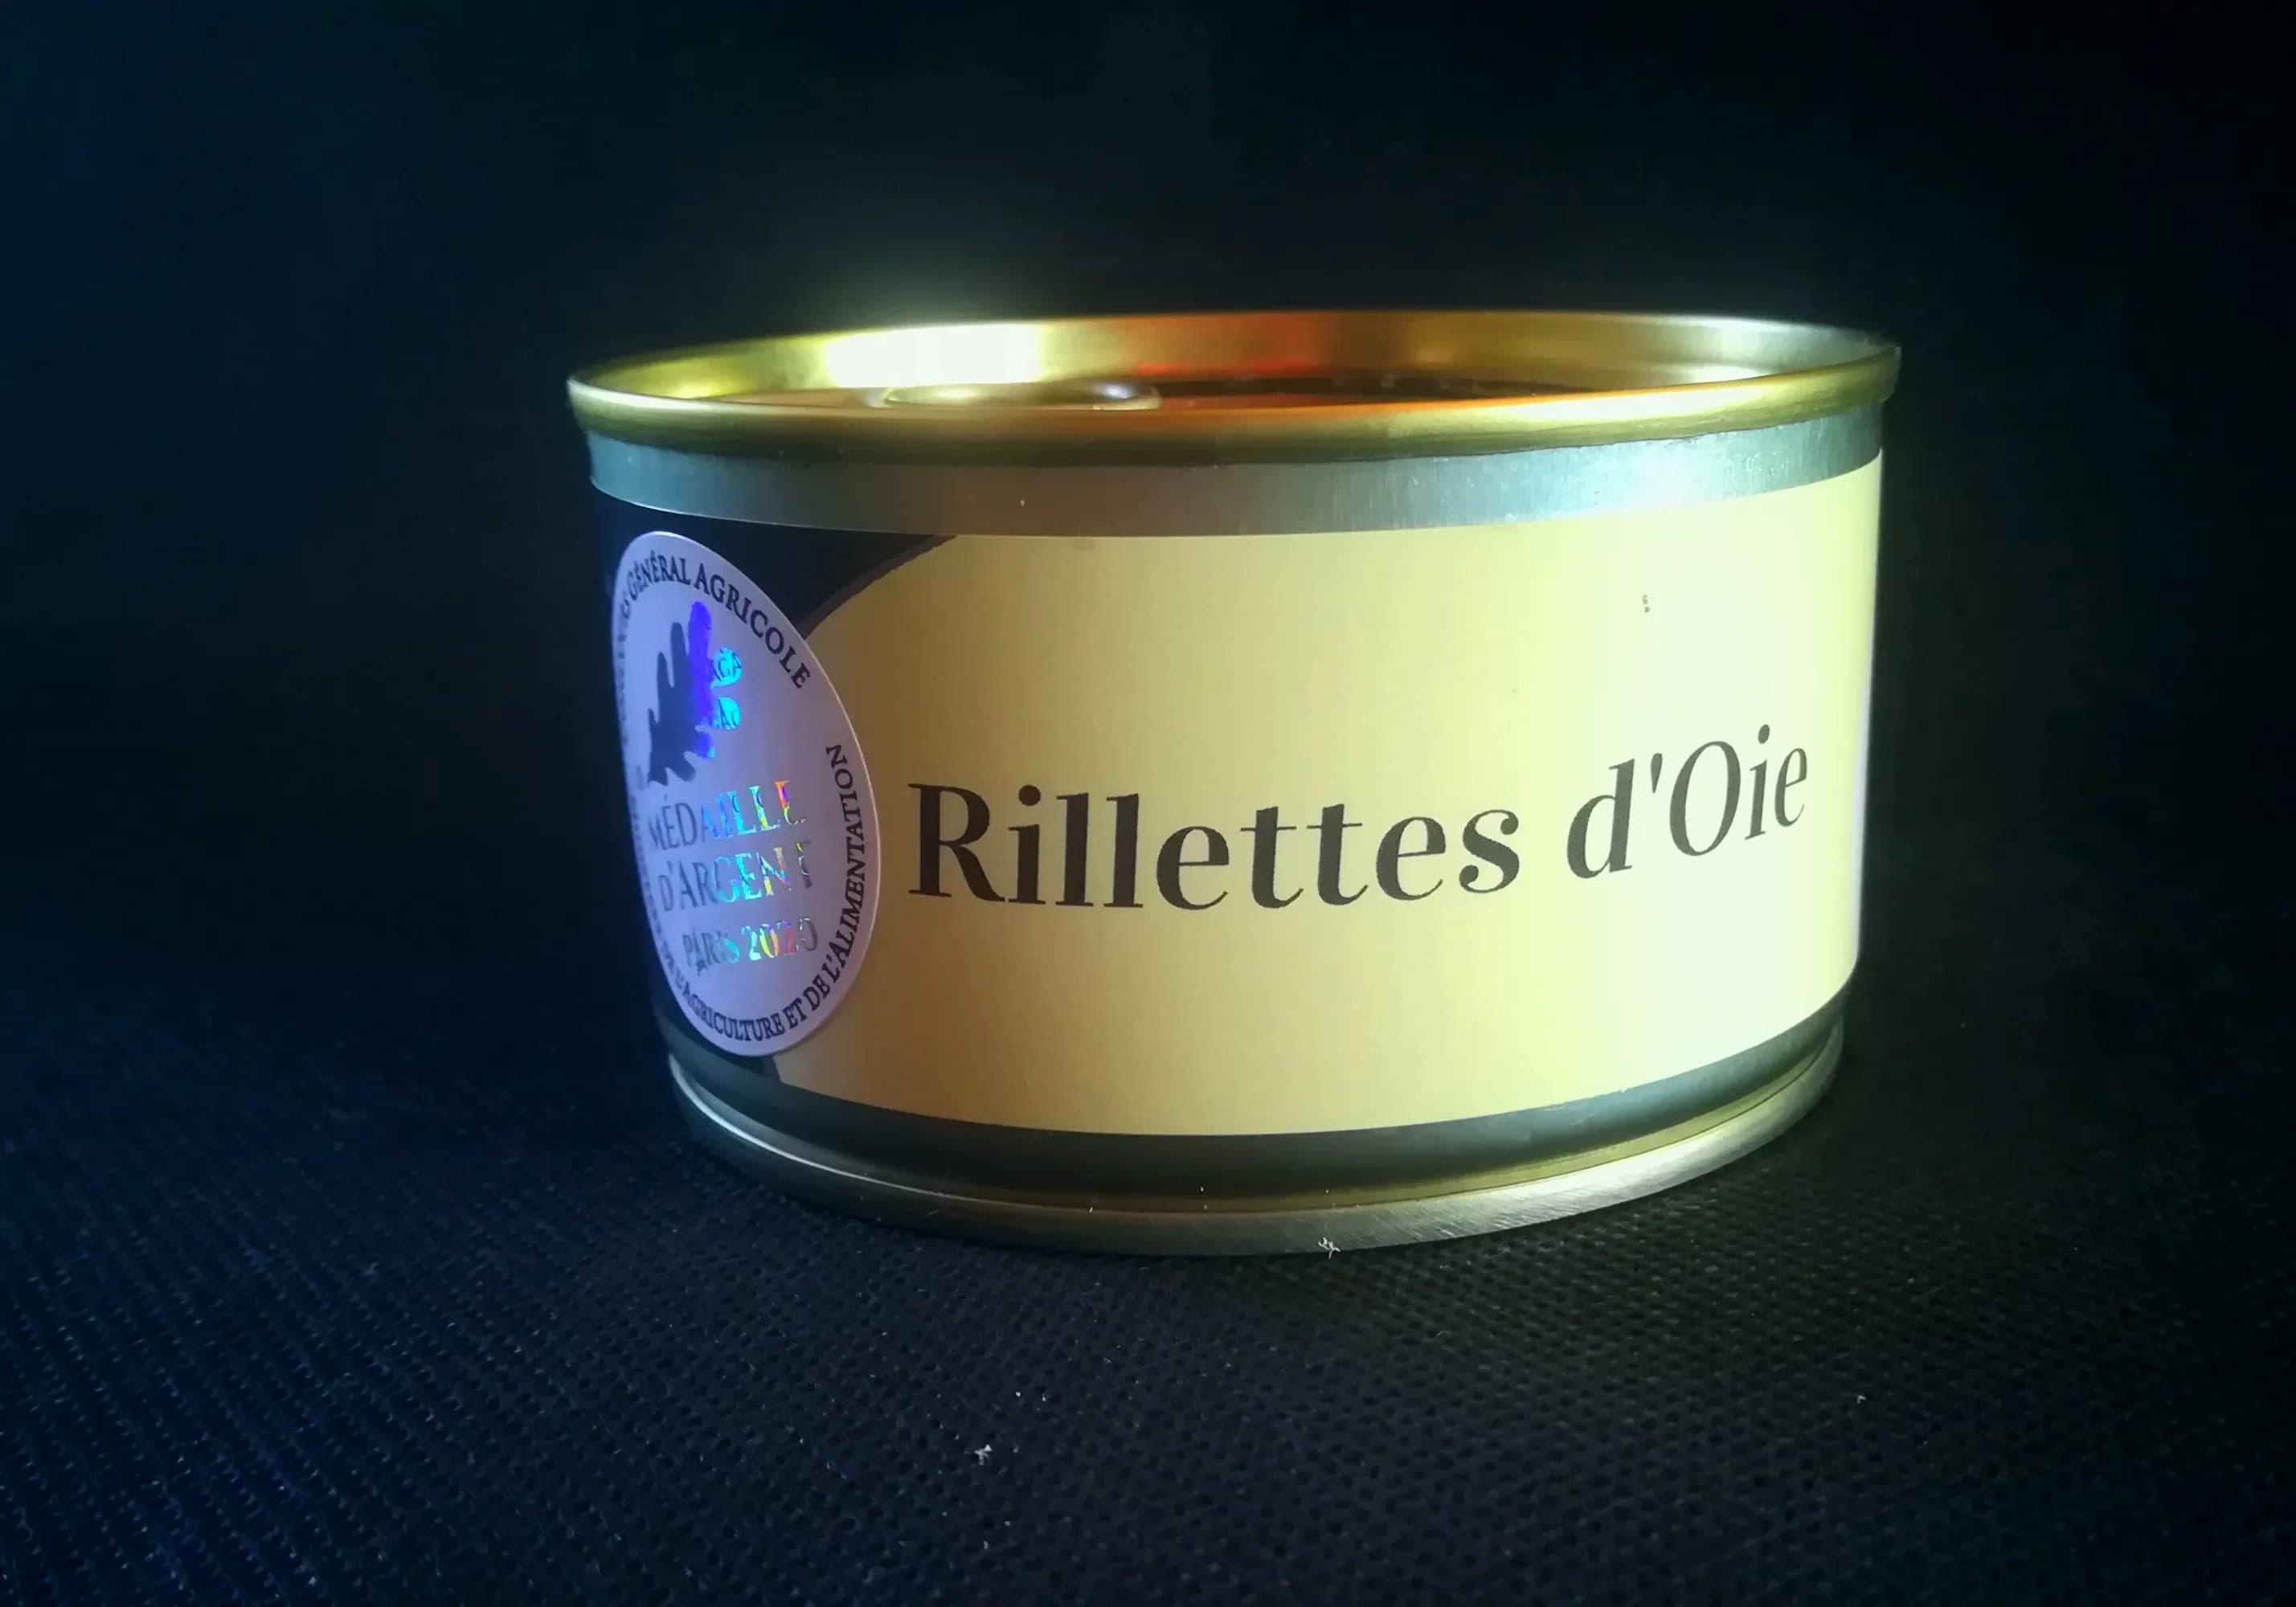 GÉNÉRAL AGRICOLE
MÉDAILLE
D'ARGENT
PARIS 2020
L'AGRICULTURE ET DE L'ALIMENTATION
Rillettes d'Oie